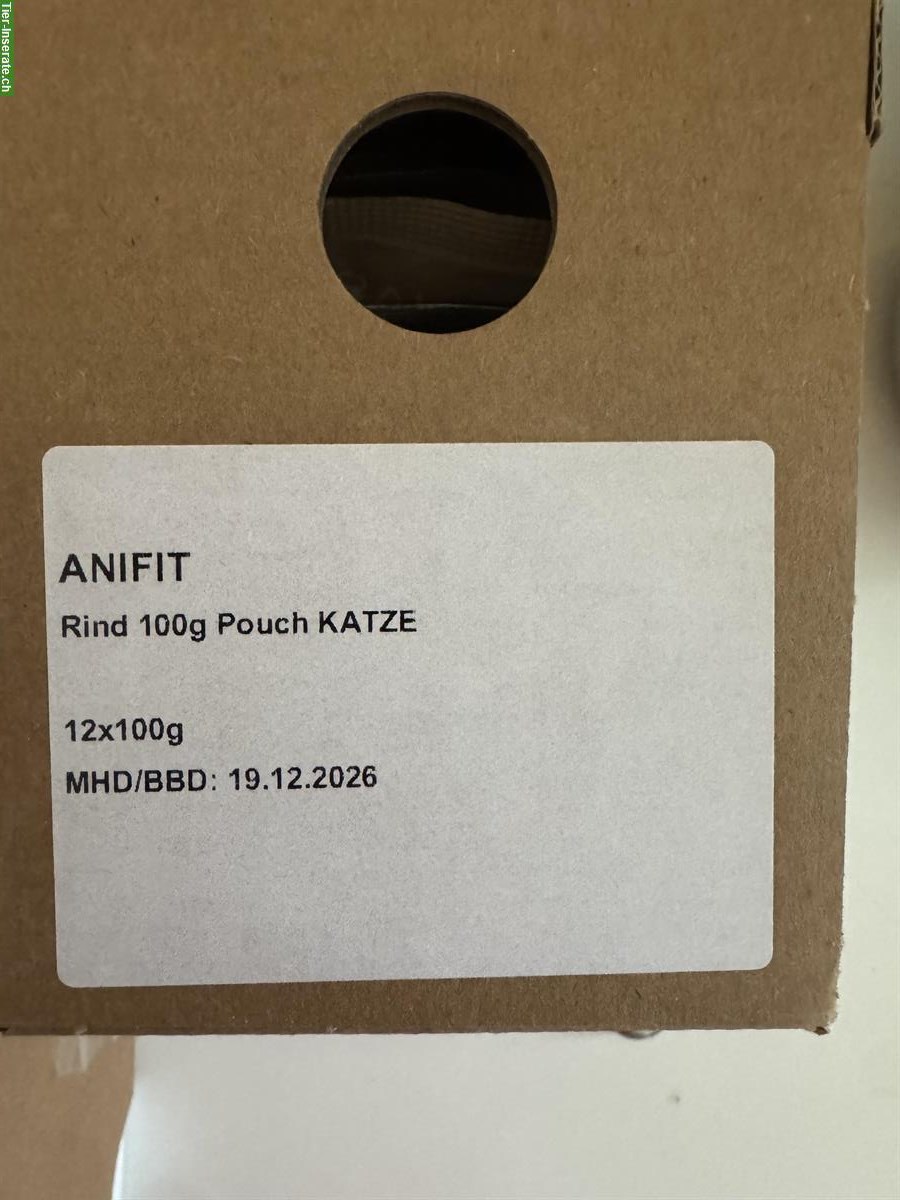 Tier-Inserate.ch
ANIFIT
Rind 100g Pouch KATZE
12x100g
MHD/BBD: 19.12.2026